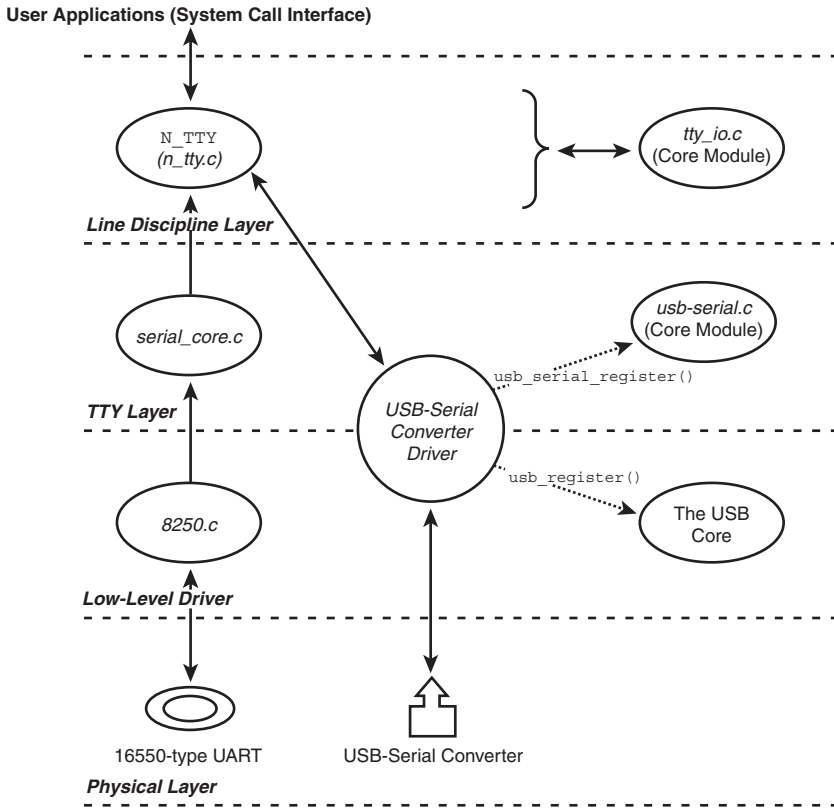 User Applications (System Call Interface)
N_TTY
(n_tty.c)
tty_io.c
(Core Module)
Line Discipline Layer
serial_core.c
usb-serial.c
(Core Module)
usb_serial_register()
TTY Layer
USB-Serial
Converter
Driver
usb_register()
8250.c
The USB
Core
Low-Level Driver
16550-type UART
USB-Serial Converter
Physical Layer